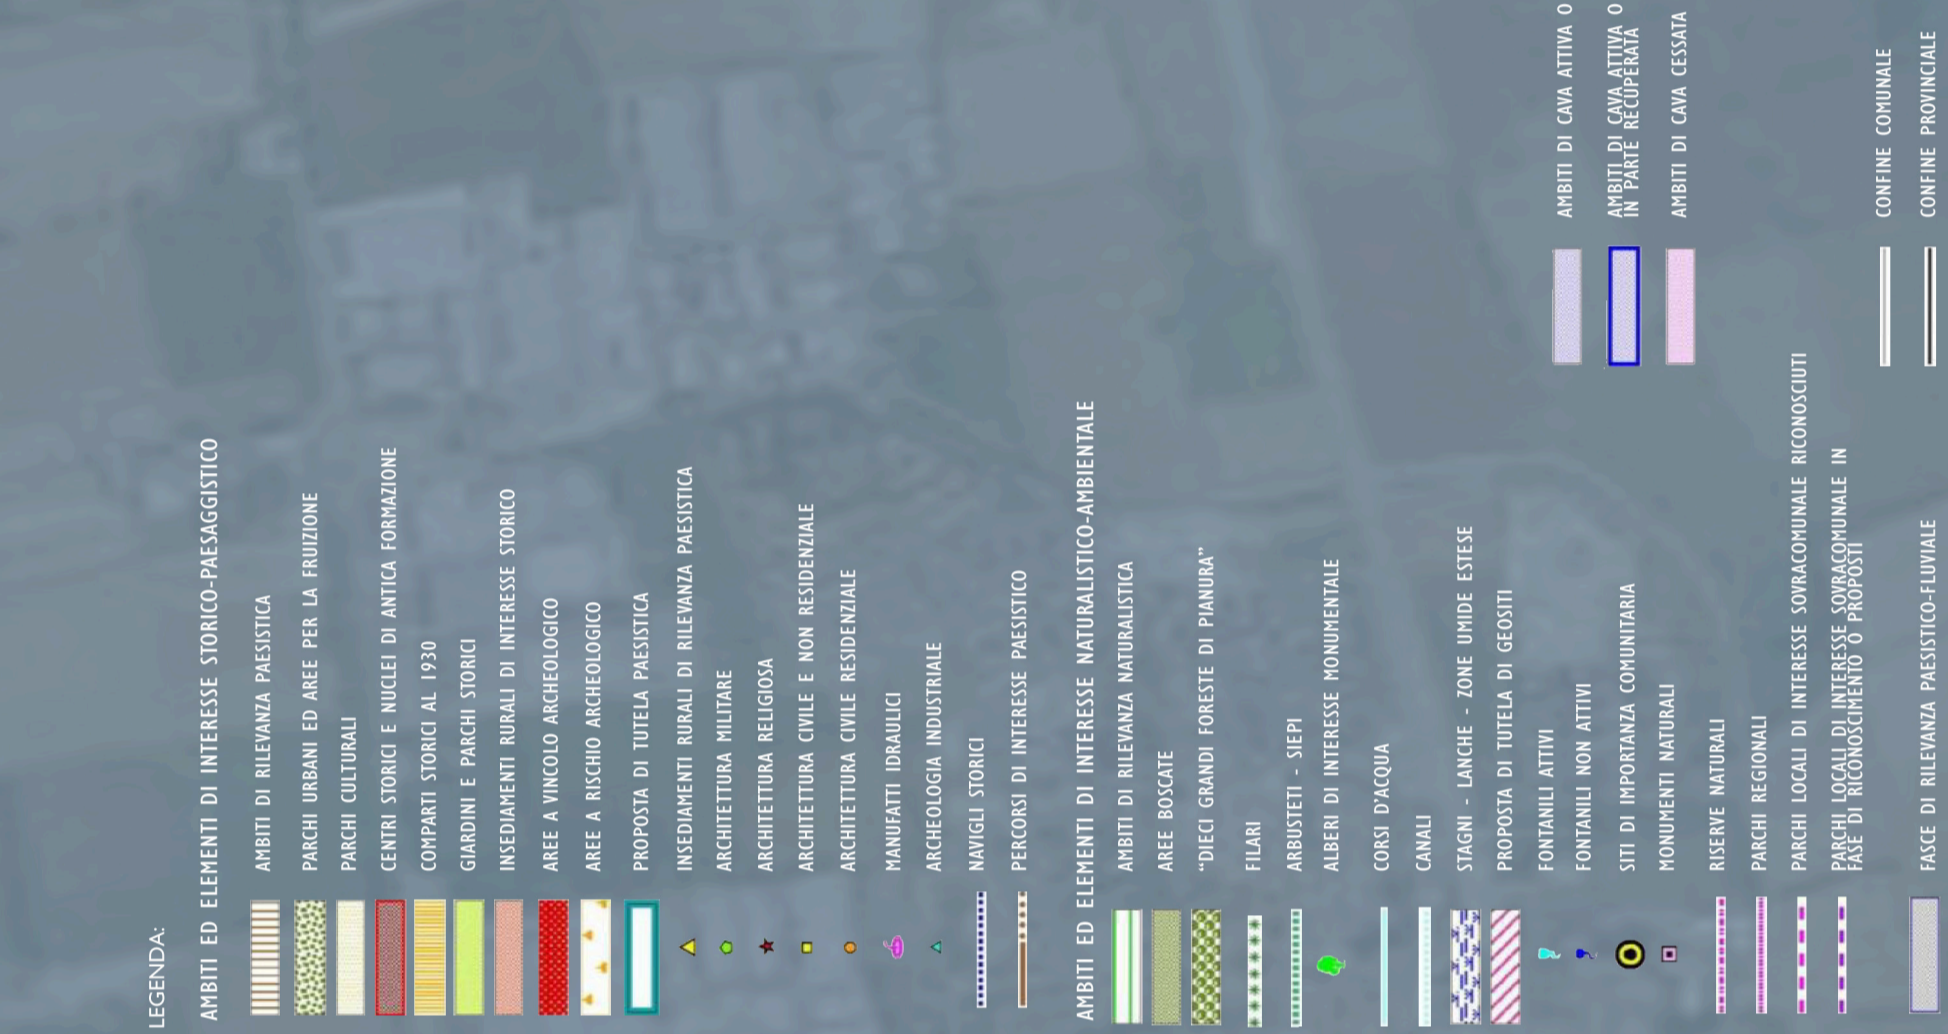 LEGENDA:
AMBITI ED ELEMENTI DI INTERESSE STORICO-PAESAGGISTICO
AMBITI DI RILEVANZA PAESISTICA
PARCHI URBANI ED AREE PER LA FRUIZIONE
PARCHI CULTURALI
CENTRI STORICI E NUCLEI DI ANTICA FORMAZIONE
COMPARTI STORICI AL 1930
GIARDINI E PARCHI STORICI
INSEDIAMENTI RURALI DI INTERESSE STORICO
AREE A VINCOLO ARCHEOLOGICO
AREE A RISCHIO ARCHEOLOGICO
PROPOSTA DI TUTELA PAESISTICA
INSEDIAMENTI RURALI DI RILEVANZA PAESISTICA
ARCHITETTURA MILITARE
ARCHITETTURA RELIGIOSA
ARCHITETTURA CIVILE E NON RESIDENZIALE
ARCHITETTURA CIVILE RESIDENZIALE
MANUFATTI IDRAULICI
ARCHEOLOGIA INDUSTRIALE
NAVIGLI STORICI
PERCORSI DI INTERESSE PAESISTICO
AMBITI ED ELEMENTI DI INTERESSE NATURALISTICO-AMBIENTALE
AMBITI DI RILEVANZA NATURALISTICA
AREE BOSCATE
“DIECI GRANDI FORESTE DI PIANURA”
FILARI
ARBUSTETI - SIEPI
ALBERI DI INTERESSE MONUMENTALE
CORSI D'ACQUA
CANALI
STAGNI - LANCHE - ZONE UMIDE ESTESE
PROPOSTA DI TUTELA DI GEOSITI
FONTANILI ATTIVI
FONTANILI NON ATTIVI
SITI DI IMPORTANZA COMUNITARIA
MONUMENTI NATURALI
RISERVE NATURALI
PARCHI REGIONALI
PARCHI LOCALI DI INTERESSE SOVRACOMUNALE RICONOSCIUTI
PARCHI LOCALI DI INTERESSE SOVRACOMUNALE IN
FASE DI RICONOSCIMENTO O PROPOSTI
FASCE DI RILEVANZA PAESISTICO-FLUVIALE
AMBITI DI CAVA ATTIVA O
AMBITI DI CAVA ATTIVA O
IN PARTE RECUPERATA
AMBITI DI CAVA CESSATA
CONFINE COMUNALE
CONFINE PROVINCIALE